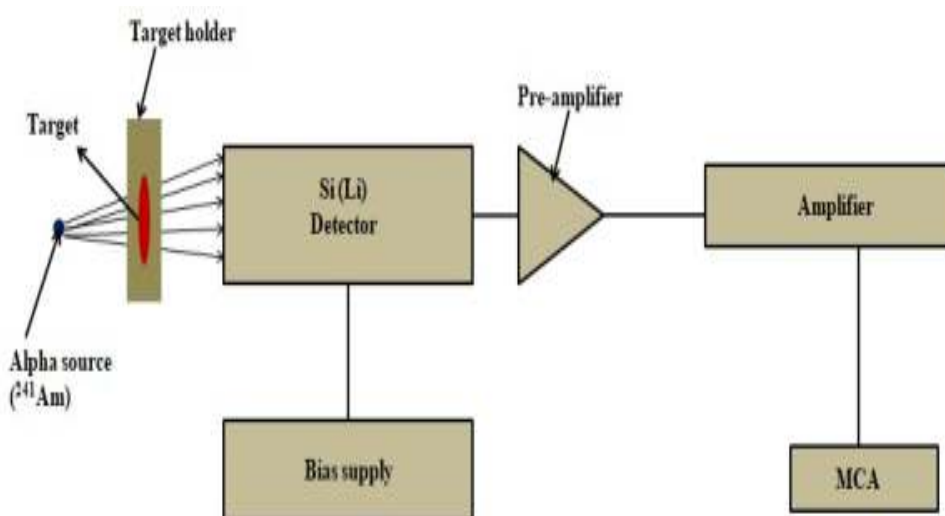 Target holder
Target
Pre-amplifier
Si (Li)
Detector
Amplifier
Alpha source
(²⁴¹Am)
Bias supply
MCA